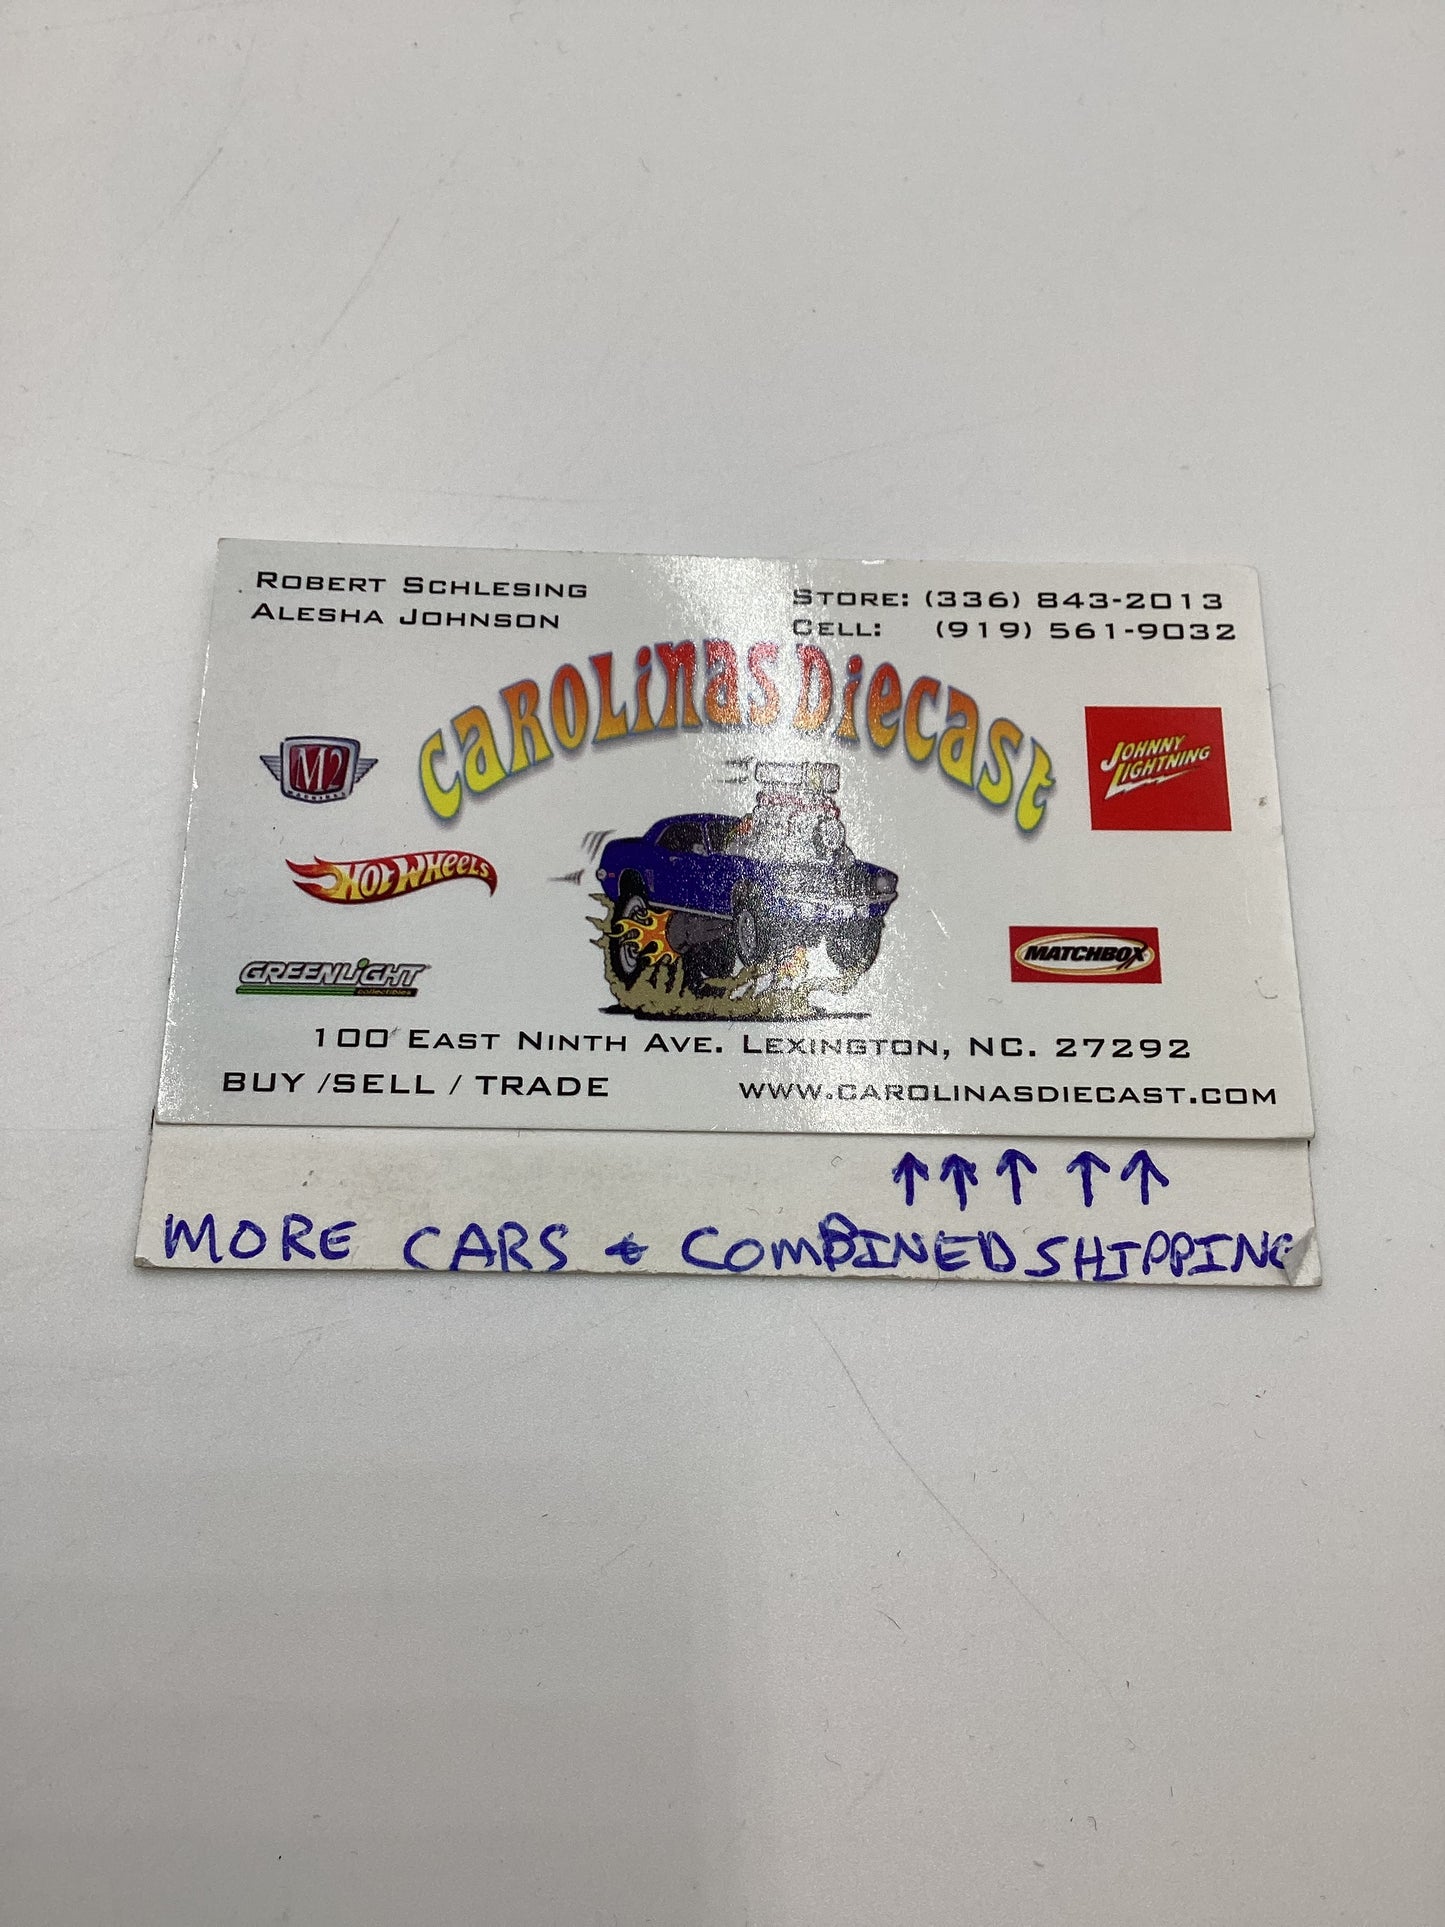 ROBERT SCHLESING
ALESHA JOHNSON
STORE: (336) 843-2013
CELL: (919) 561-9032
CAROLINAS DIECAST
M2
MACHINES
JOHNNY
LIGHTNING
HOT WHEELS
GREENLIGHT
collectibles
MATCHBOX
100 EAST NINTH AVE. LEXINGTON, NC. 27292
BUY /SELL / TRADE
WWW.CAROLINASDIECAST.COM
↑ ↑ ↑ ↑ ↑
MORE CARS & COMBINED SHIPPING